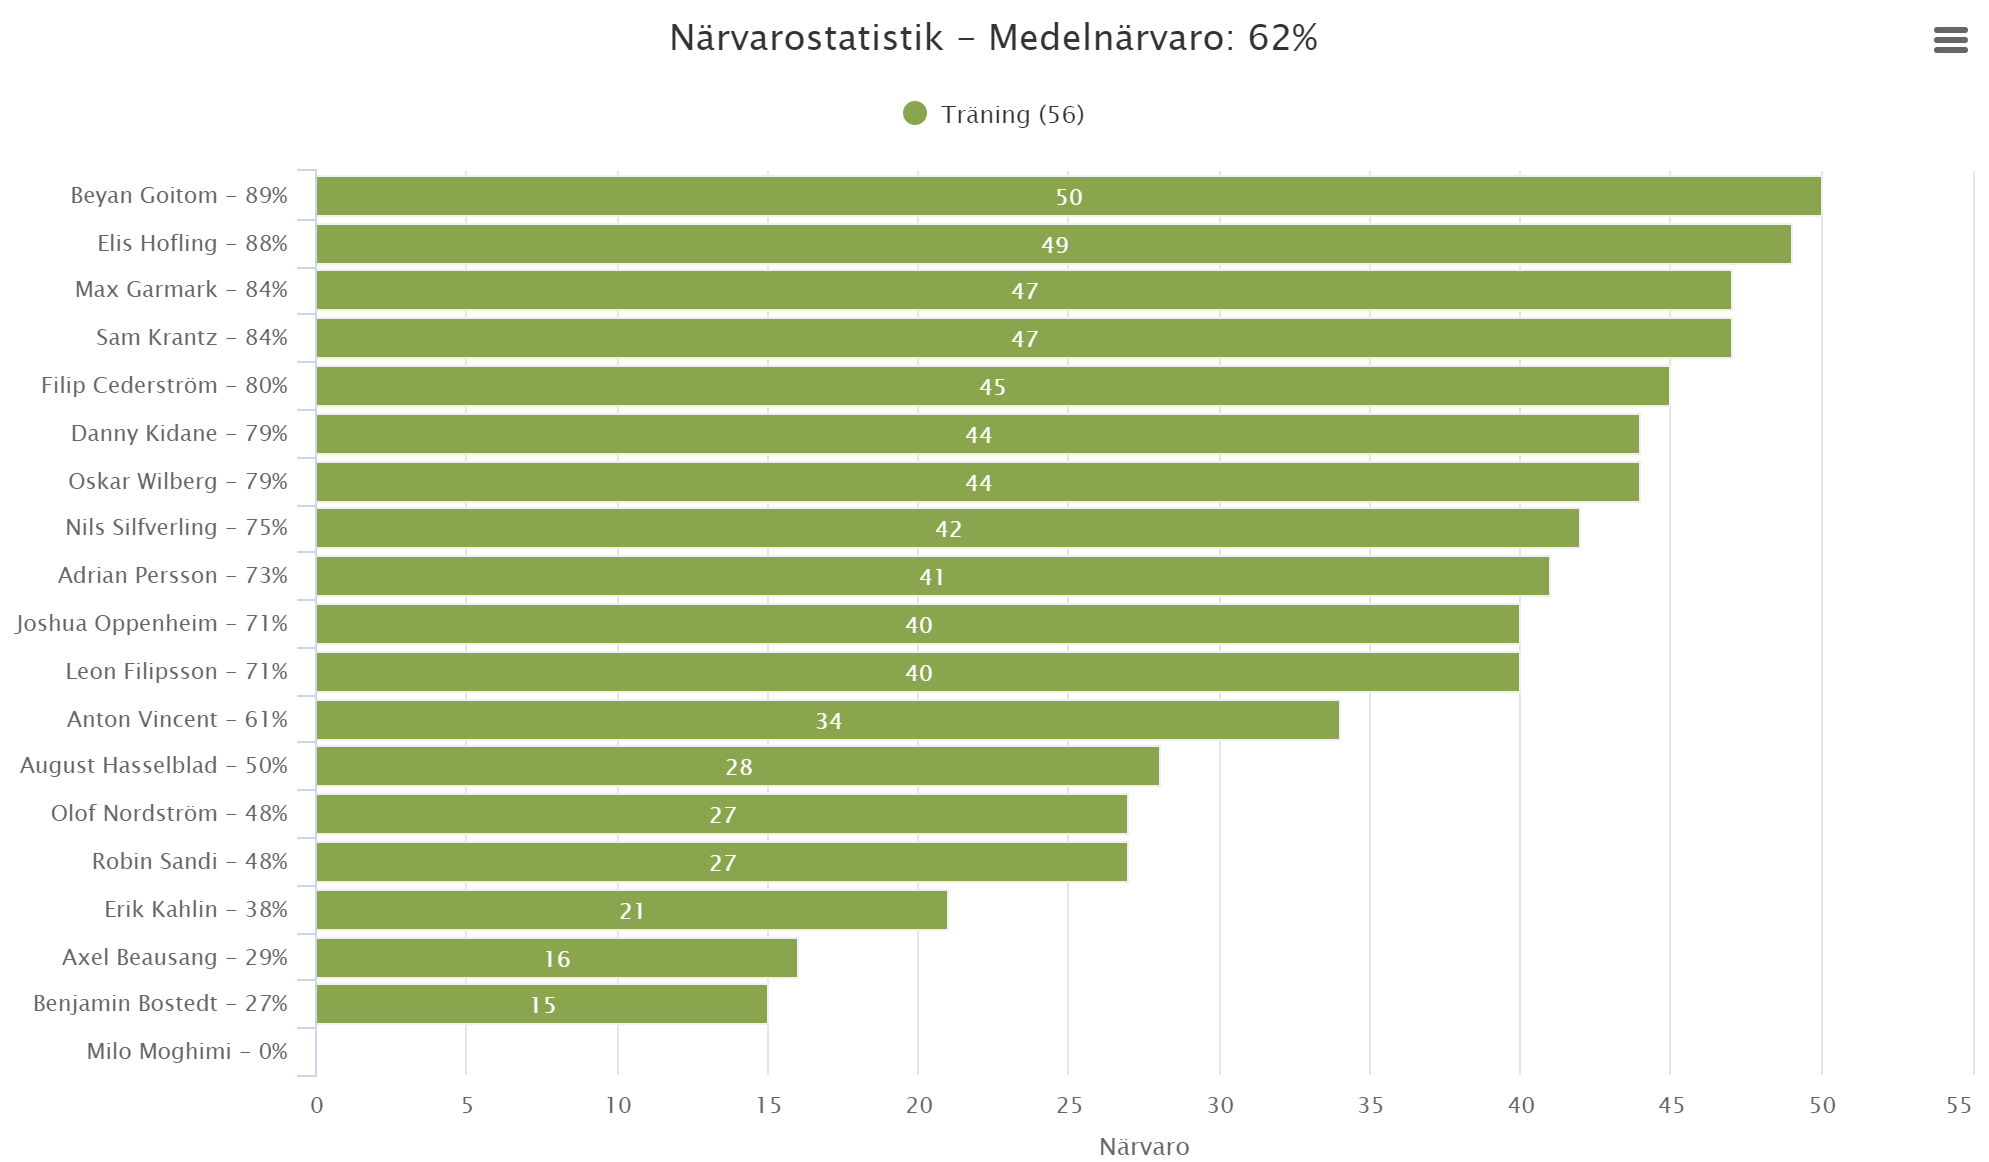 Närvarostatistik – Medelnärvaro: 62%
Träning (56)
Beyan Goitom – 89% 50
Elis Hofling – 88% 49
Max Garmark – 84% 47
Sam Krantz – 84% 47
Filip Cederström – 80% 45
Danny Kidane – 79% 44
Oskar Wilberg – 79% 44
Nils Silfverling – 75% 42
Adrian Persson – 73% 41
Joshua Oppenheim – 71% 40
Leon Filipsson – 71% 40
Anton Vincent – 61% 34
August Hasselblad – 50% 28
Olof Nordström – 48% 27
Robin Sandi – 48% 27
Erik Kahlin – 38% 21
Axel Beausang – 29% 16
Benjamin Bostedt – 27% 15
Milo Moghimi – 0%
0 5 10 15 20 25 30 35 40 45 50 55
Närvaro